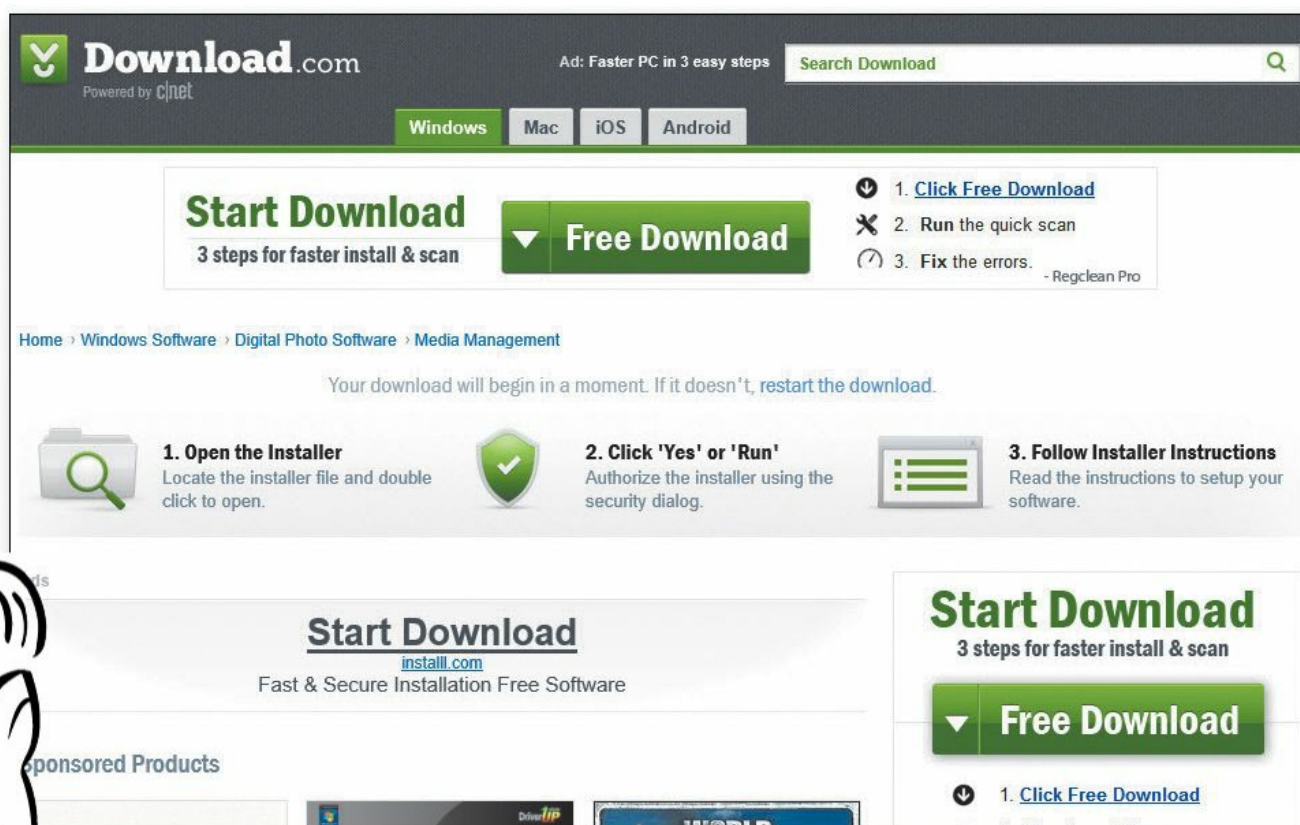 Download.com
Powered by c|net
Ad: Faster PC in 3 easy steps
Search Download
Windows Mac iOS Android
Start Download
3 steps for faster install & scan
Free Download
1. Click Free Download
2. Run the quick scan
3. Fix the errors.
- Regclean Pro
Home › Windows Software › Digital Photo Software › Media Management
Your download will begin in a moment. If it doesn't, restart the download.
1. Open the Installer
Locate the installer file and double
click to open.
2. Click 'Yes' or 'Run'
Authorize the installer using the
security dialog.
3. Follow Installer Instructions
Read the instructions to setup your
software.
ds
Start Download
installl.com
Fast & Secure Installation Free Software
Start Download
3 steps for faster install & scan
Free Download
1. Click Free Download
ponsored Products
DriverUP
WORLD